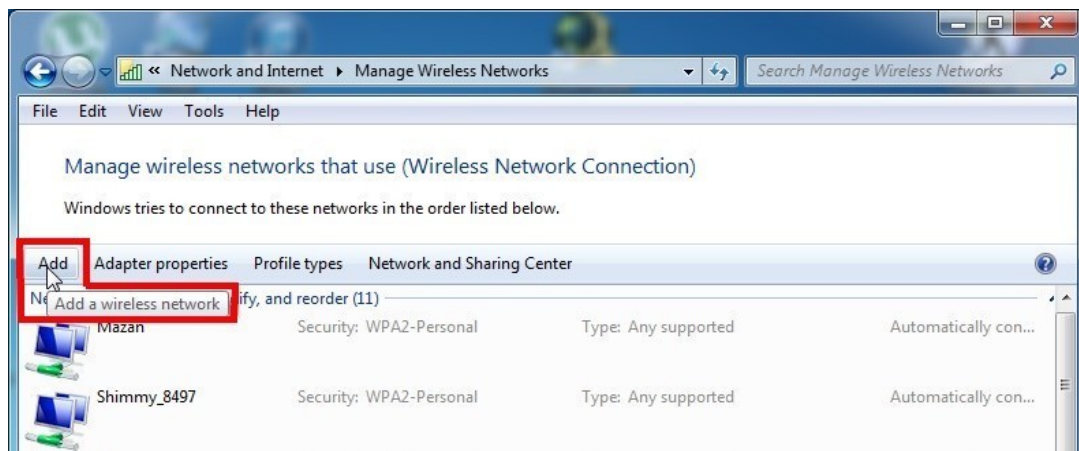 « Network and Internet ▸ Manage Wireless Networks
Search Manage Wireless Networks
File Edit View Tools Help
Manage wireless networks that use (Wireless Network Connection)
Windows tries to connect to these networks in the order listed below.
Add Adapter properties Profile types Network and Sharing Center
Add a wireless network
ify, and reorder (11)
Mazan Security: WPA2-Personal Type: Any supported Automatically con...
Shimmy_8497 Security: WPA2-Personal Type: Any supported Automatically con...